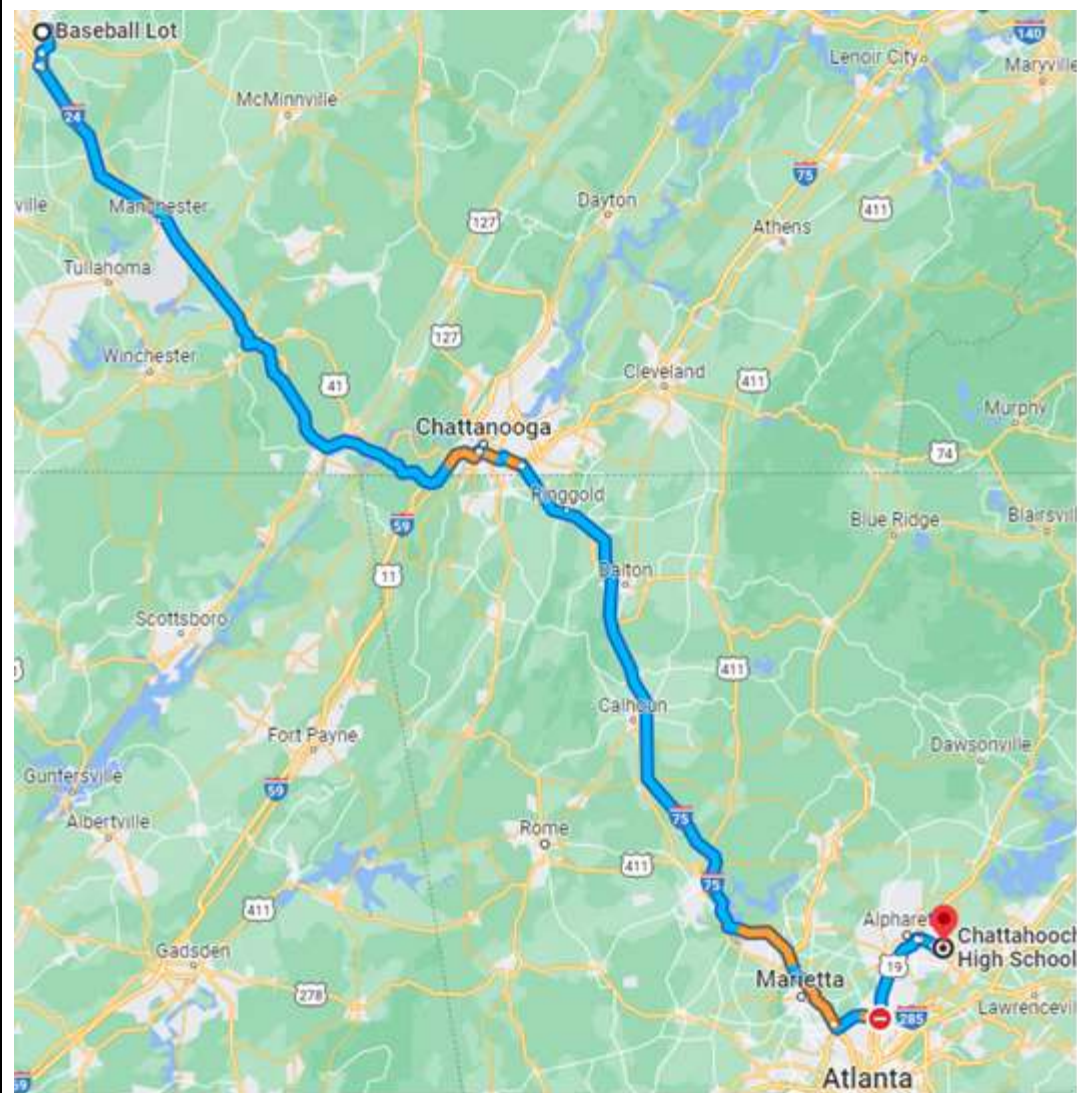 Baseball Lot
140
Lenoir City
Maryville
McMinnville
24
75
Dayton
411
ville
Manchester
127
Athens
Tullahoma
127
Winchester
41
Cleveland
411
Murphy
Chattanooga
74
Ringgold
59
Blue Ridge
Blairsvill
11
Dalton
Scottsboro
411
Calhoun
Fort Payne
Dawsonville
Guntersville
59
75
Albertville
Rome
411
75
411
Alpharet
Chattahooch
High School
Gadsden
19
278
Marietta
Lawrencevil
285
59
Atlanta